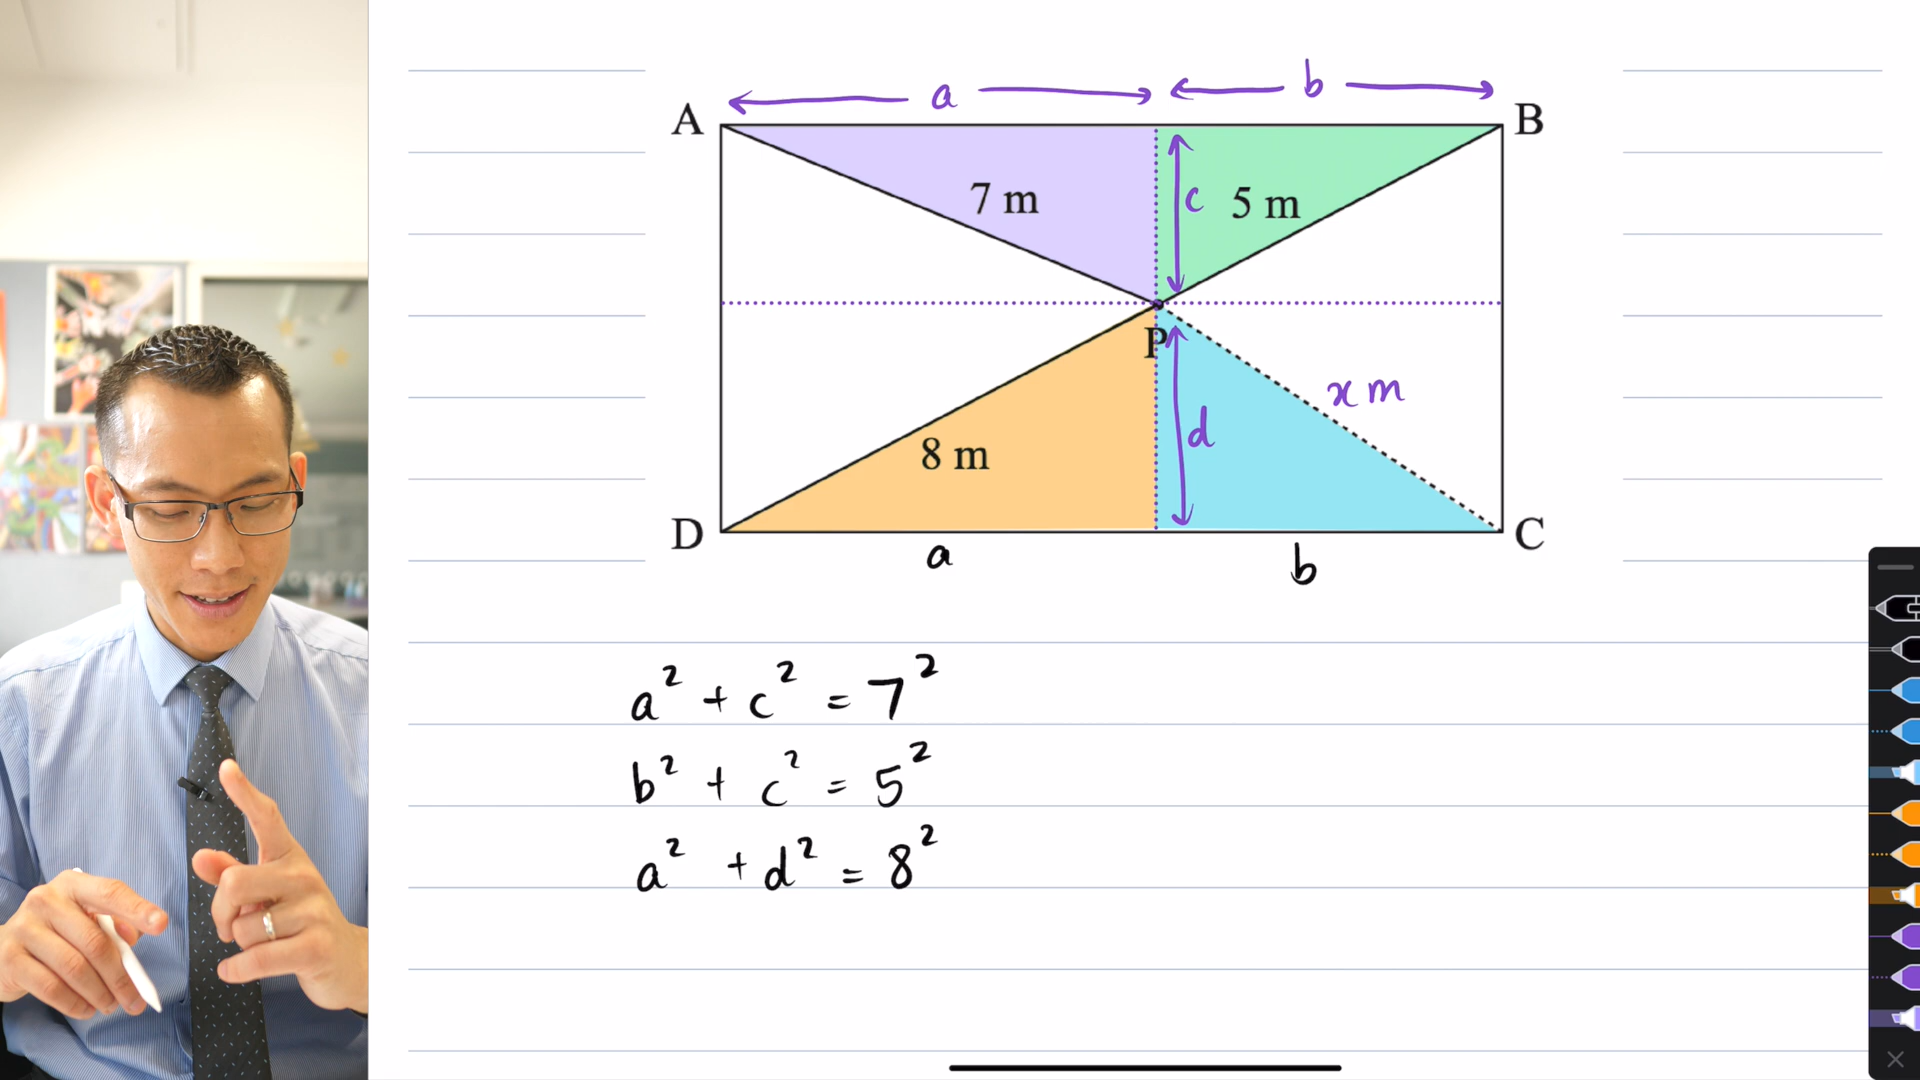 a b
A B
7 m c 5 m
P
x m
8 m d
D C
a b
a² + c² = 7²
b² + c² = 5²
a² + d² = 8²